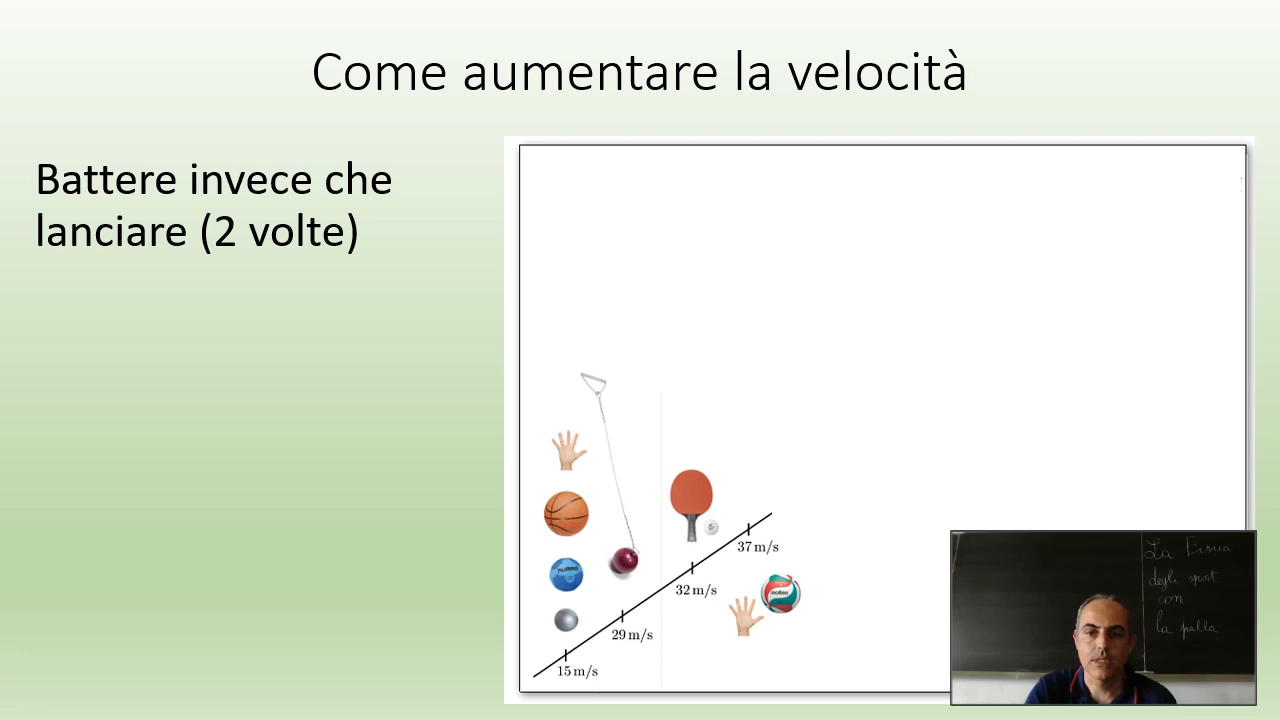 Come aumentare la velocità
Battere invece che
lanciare (2 volte)
37 m/s
32 m/s
29 m/s
15 m/s
molten
La Fisica
degli sport
con
la palla